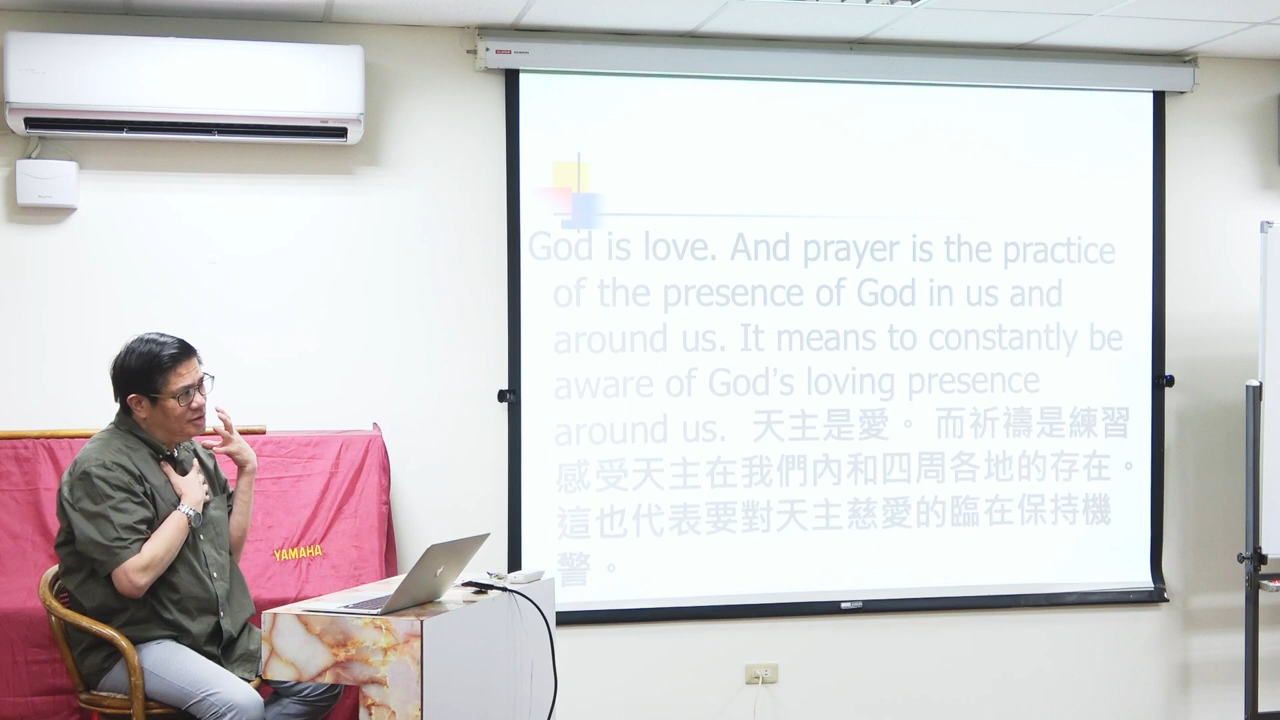 God is love. And prayer is the practice
of the presence of God in us and
around us. It means to constantly be
aware of God's loving presence
around us. 天主是愛。 而祈禱是練習
感受天主在我們內和四周各地的存在。
這也代表要對天主慈愛的臨在保持機
警。
YAMAHA